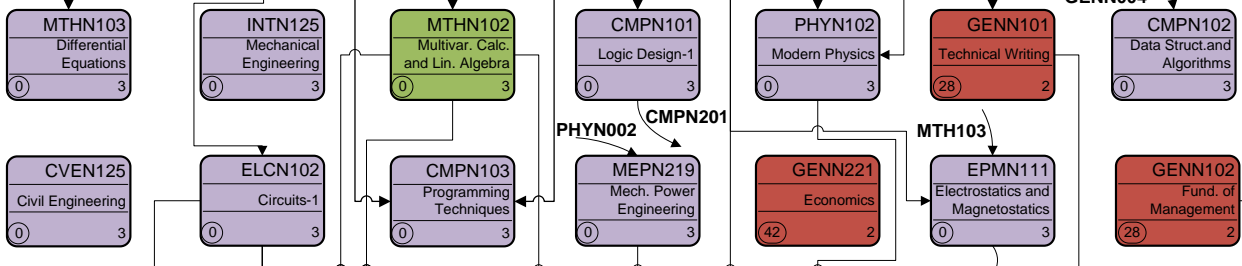 GENN004
MTHN103
Differential
Equations
0 3
INTN125
Mechanical
Engineering
0 3
MTHN102
Multivar. Calc.
and Lin. Algebra
0 3
CMPN101
Logic Design-1
0 3
PHYN102
Modern Physics
0 3
GENN101
Technical Writing
28 2
CMPN102
Data Struct.and
Algorithms
0 3
PHYN002
CMPN201
MTH103
CVEN125
Civil Engineering
0 3
ELCN102
Circuits-1
0 3
CMPN103
Programming
Techniques
0 3
MEPN219
Mech. Power
Engineering
0 3
GENN221
Economics
42 2
EPMN111
Electrostatics and
Magnetostatics
0 3
GENN102
Fund. of
Management
28 2